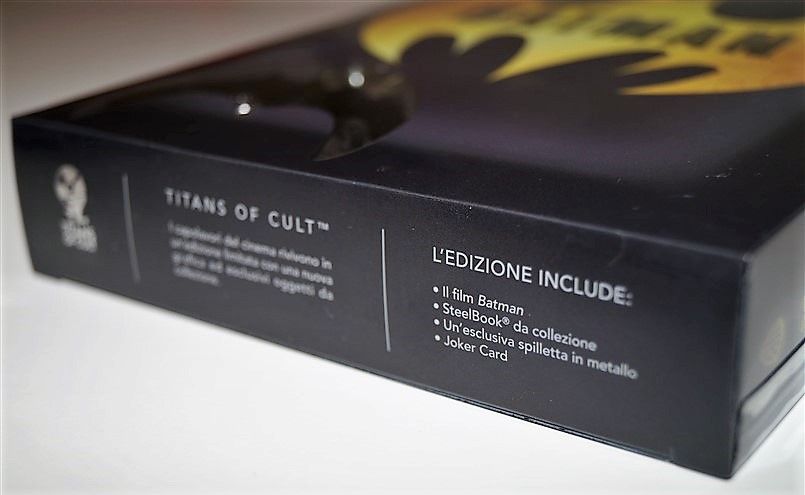 BATMAN
TITANS OF CULT™
I capolavori del cinema rivivono in
un'edizione limitata con una nuova
grafica ed esclusivi oggetti da
collezione.
L'EDIZIONE INCLUDE:
• Il film Batman
• SteelBook® da collezione
• Un'esclusiva spilletta in metallo
• Joker Card